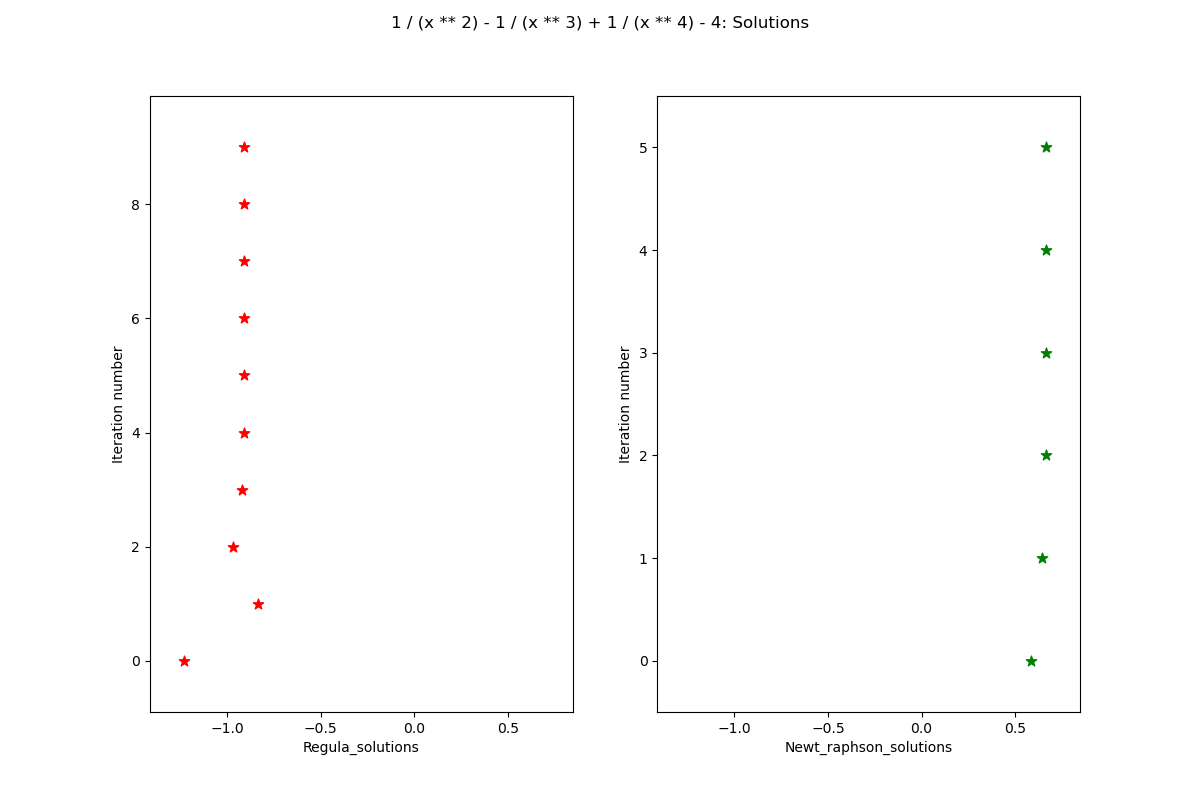 1 / (x ** 2) - 1 / (x ** 3) + 1 / (x ** 4) - 4: Solutions
8
6
4
2
0
Iteration number
−1.0 −0.5 0.0 0.5
Regula_solutions
5
4
3
2
1
0
Iteration number
−1.0 −0.5 0.0 0.5
Newt_raphson_solutions